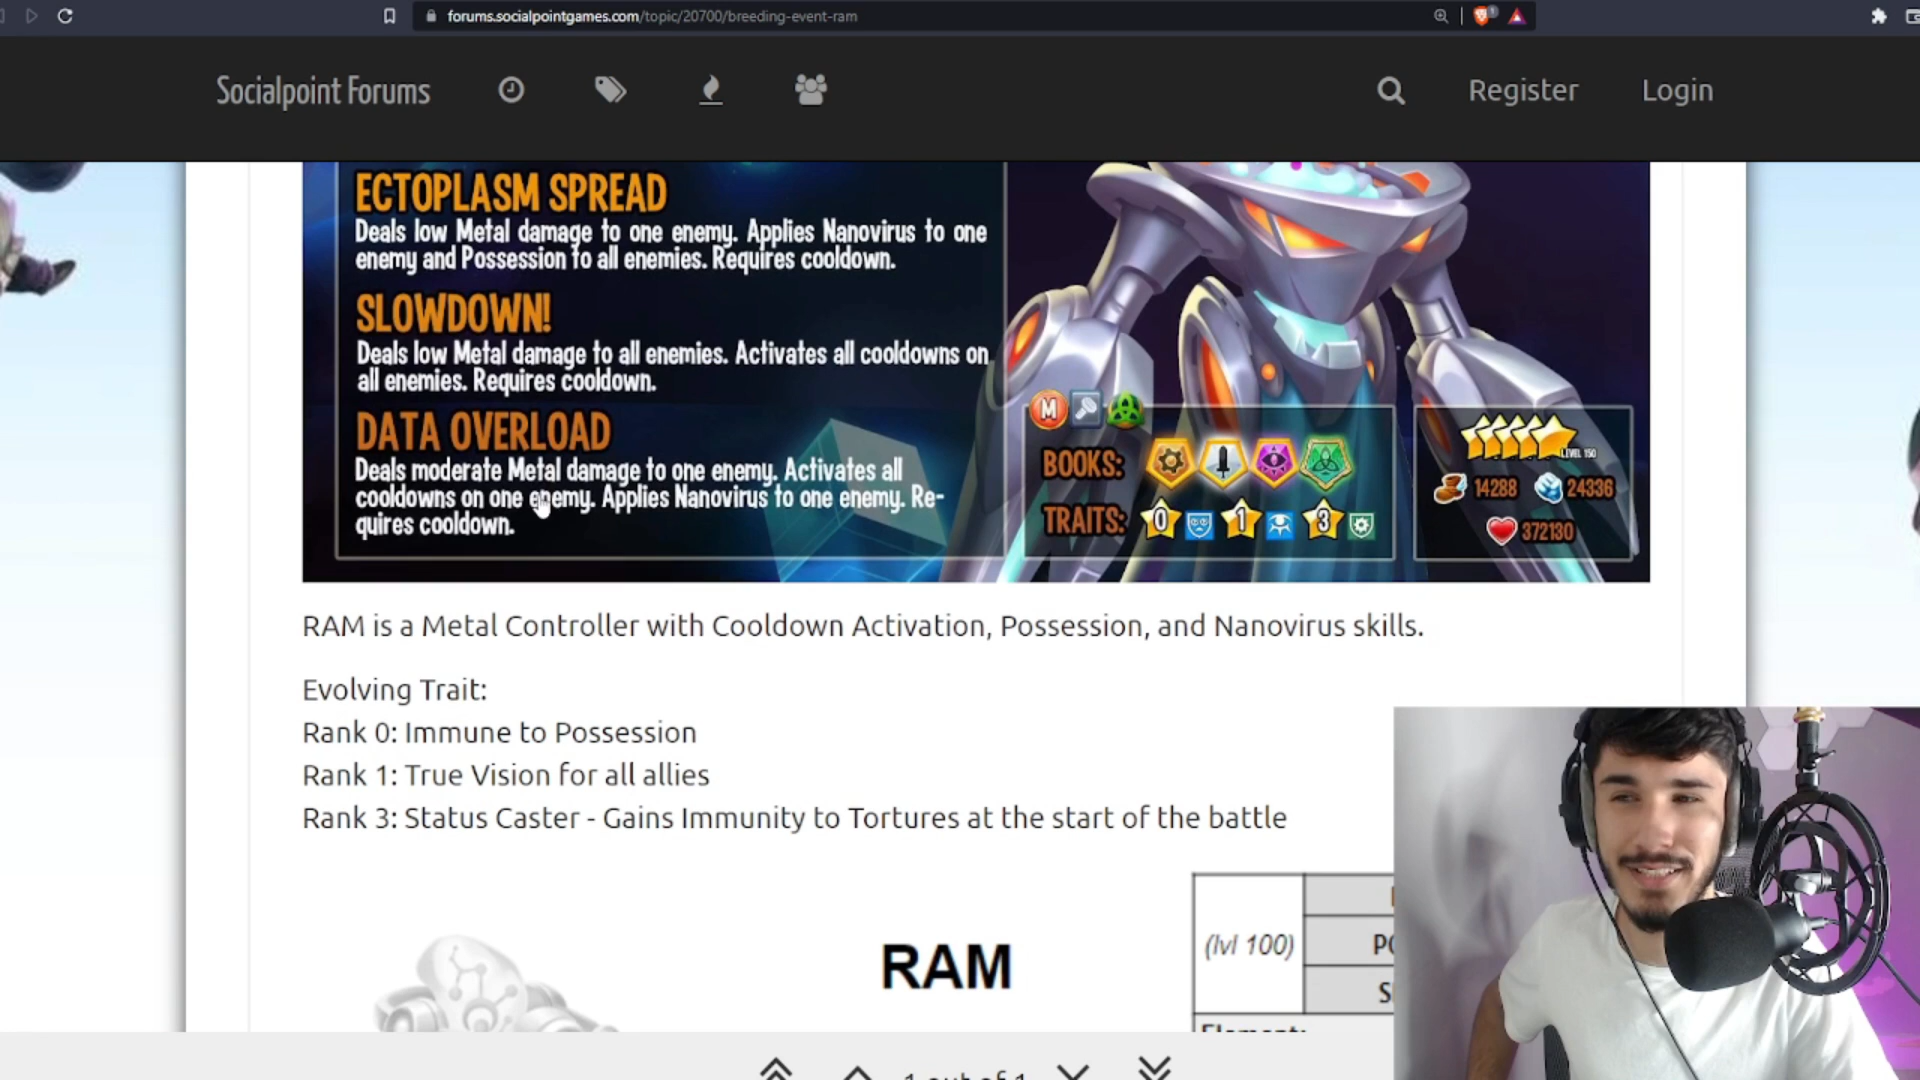 forums.socialpointgames.com/topic/20700/breeding-event-ram
Socialpoint Forums
Register
Login
ECTOPLASM SPREAD
Deals low Metal damage to one enemy. Applies Nanovirus to one
enemy and Possession to all enemies. Requires cooldown.
SLOWDOWN!
Deals low Metal damage to all enemies. Activates all cooldowns on
all enemies. Requires cooldown.
DATA OVERLOAD
Deals moderate Metal damage to one enemy. Activates all
cooldowns on one enemy. Applies Nanovirus to one enemy. Re-
quires cooldown.
M
BOOKS:
TRAITS: 0 1 3
LEVEL 150
14288 24336
372130
RAM is a Metal Controller with Cooldown Activation, Possession, and Nanovirus skills.
Evolving Trait:
Rank 0: Immune to Possession
Rank 1: True Vision for all allies
Rank 3: Status Caster - Gains Immunity to Tortures at the start of the battle
RAM
(lvl 100)
1 out of 1